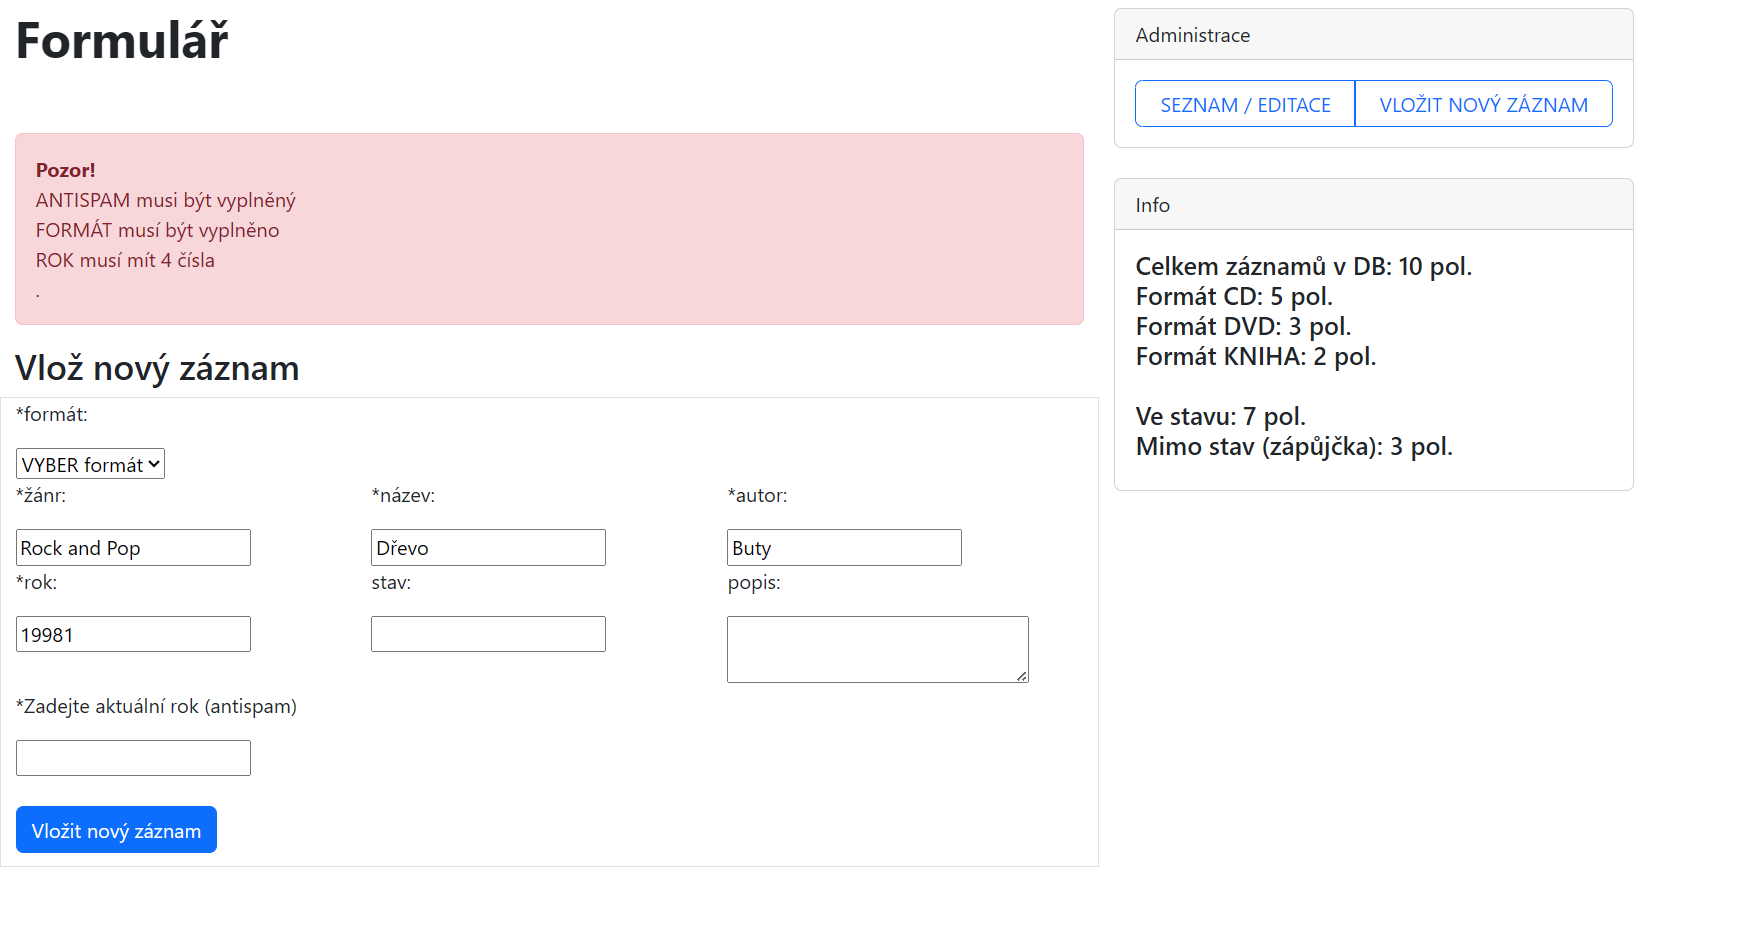 Formulář
Pozor!
ANTISPAM musi být vyplněný
FORMÁT musí být vyplněno
ROK musí mít 4 čísla
.
Vlož nový záznam
*formát:
VYBER formát
*žánr: *název: *autor:
Rock and Pop Dřevo Buty
*rok: stav: popis:
19981
*Zadejte aktuální rok (antispam)
Vložit nový záznam
Administrace
SEZNAM / EDITACE VLOŽIT NOVÝ ZÁZNAM
Info
Celkem záznamů v DB: 10 pol.
Formát CD: 5 pol.
Formát DVD: 3 pol.
Formát KNIHA: 2 pol.
Ve stavu: 7 pol.
Mimo stav (zápůjčka): 3 pol.